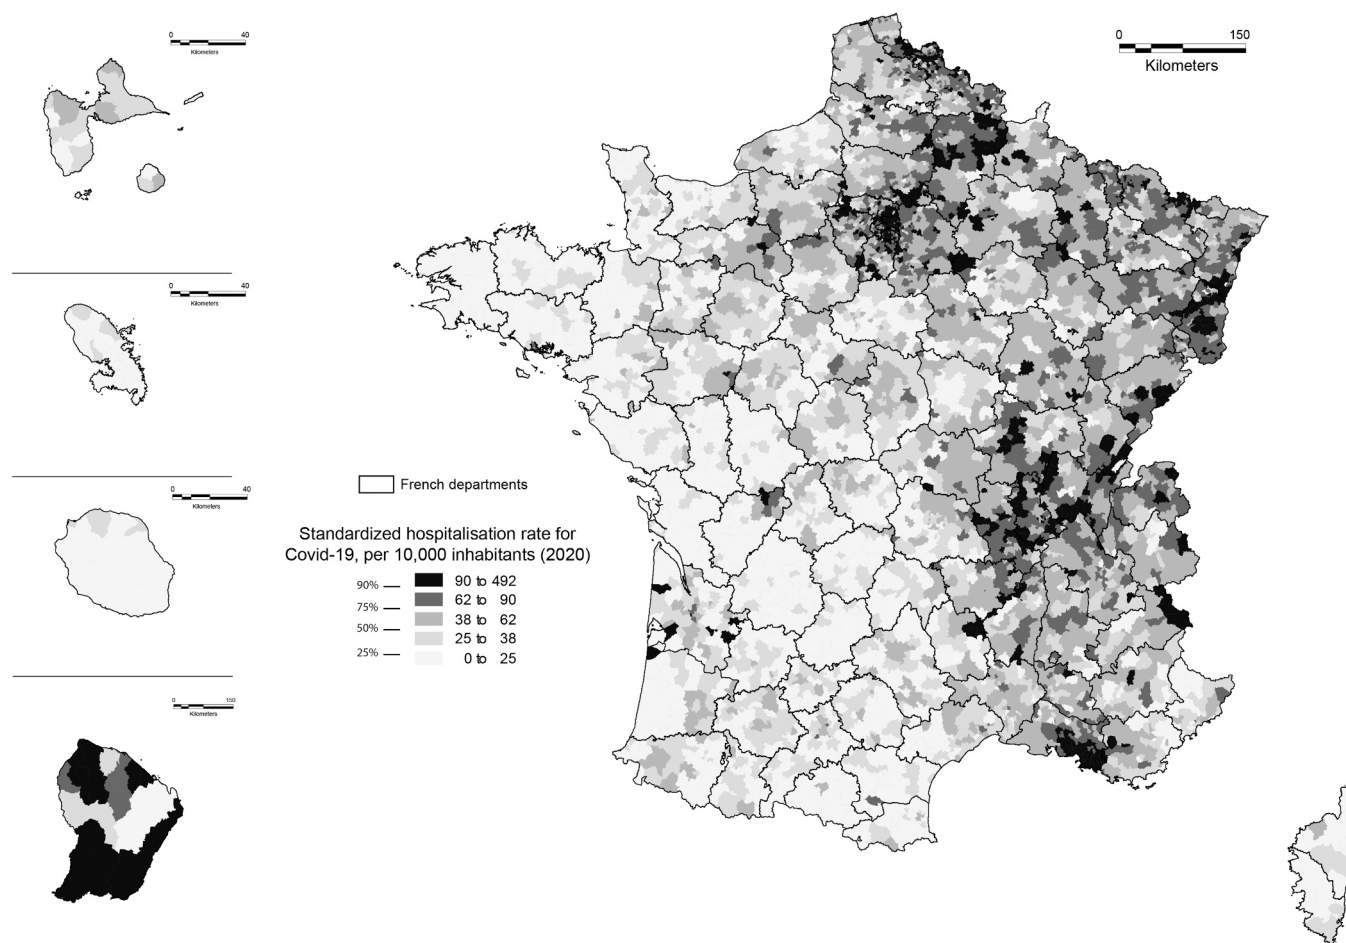 0 40
Kilometers
0 150
Kilometers
0 40
Kilometers
0 40
Kilometers
French departments
Standardized hospitalisation rate for
Covid-19, per 10,000 inhabitants (2020)
90% 90 to 492
75% 62 to 90
50% 38 to 62
25% 25 to 38
0 to 25
0 150
Kilometers